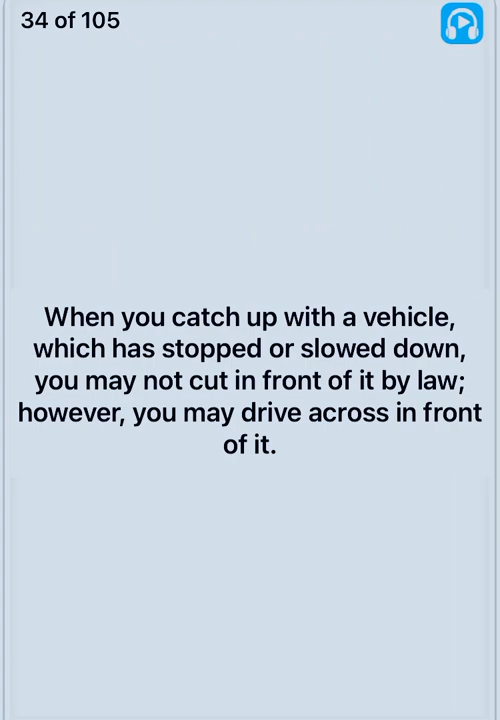 34 of 105
When you catch up with a vehicle,
which has stopped or slowed down,
you may not cut in front of it by law;
however, you may drive across in front
of it.